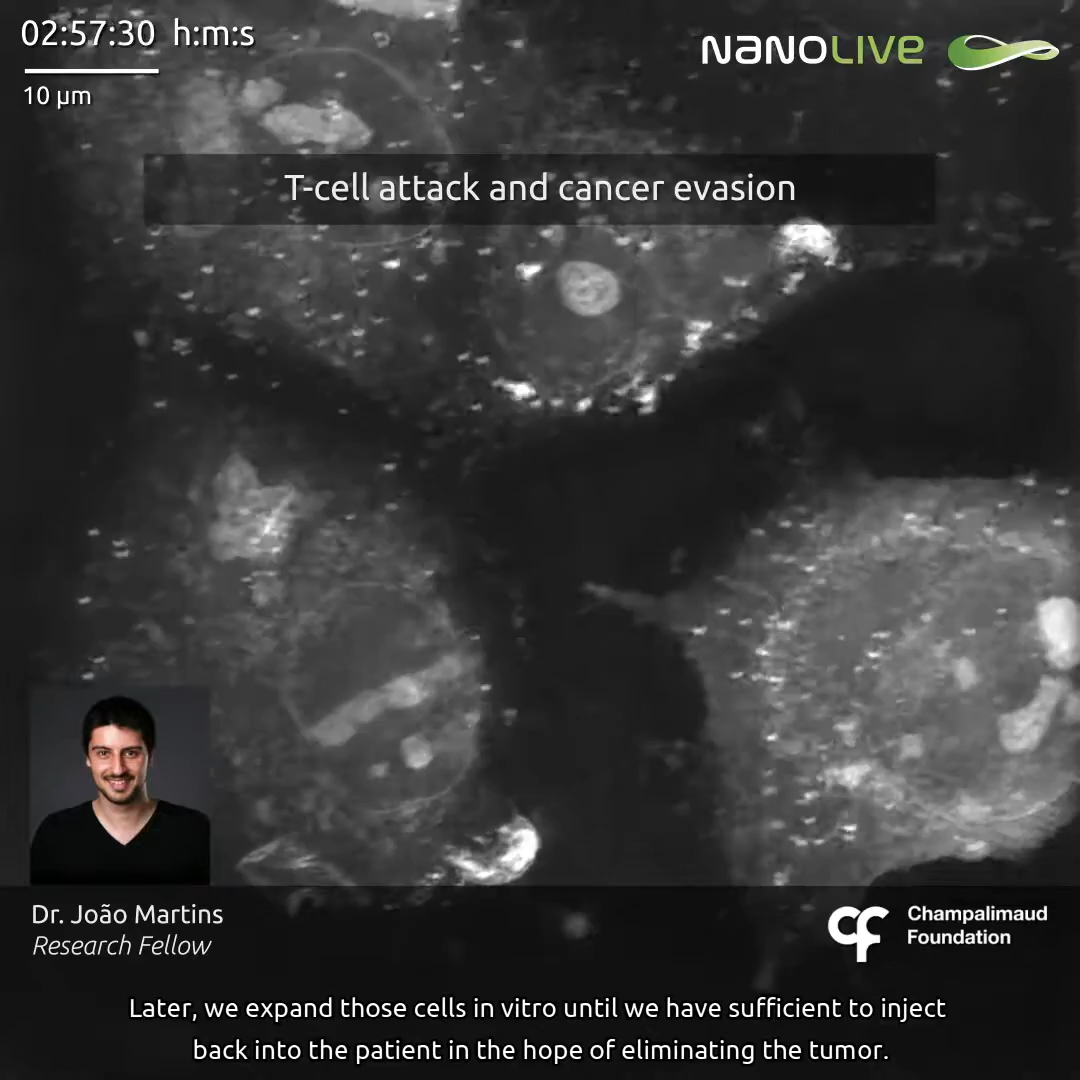 02:57:30 h:m:s
10 µm
NANOLIVE
T-cell attack and cancer evasion
Dr. João Martins
Research Fellow
cf
Champalimaud
Foundation
Later, we expand those cells in vitro until we have sufficient to inject
back into the patient in the hope of eliminating the tumor.